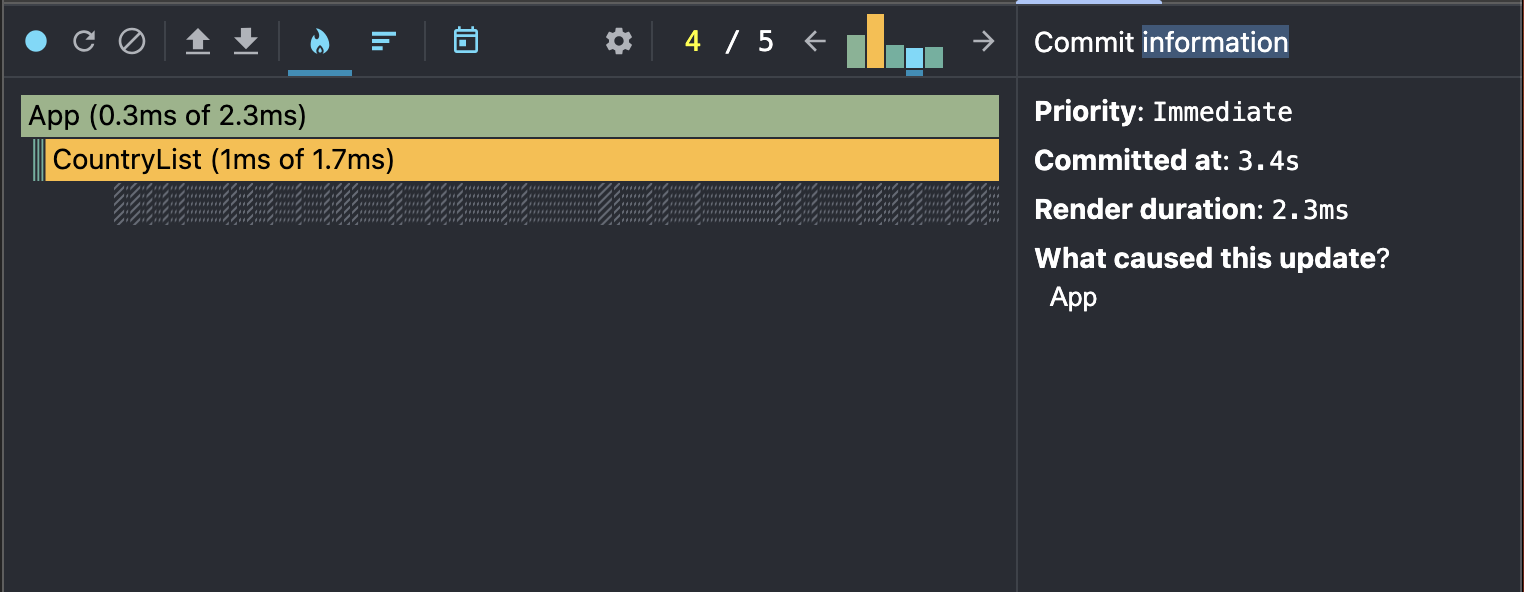 4 / 5
Commit information
App (0.3ms of 2.3ms)
CountryList (1ms of 1.7ms)
Priority: Immediate
Committed at: 3.4s
Render duration: 2.3ms
What caused this update?
App